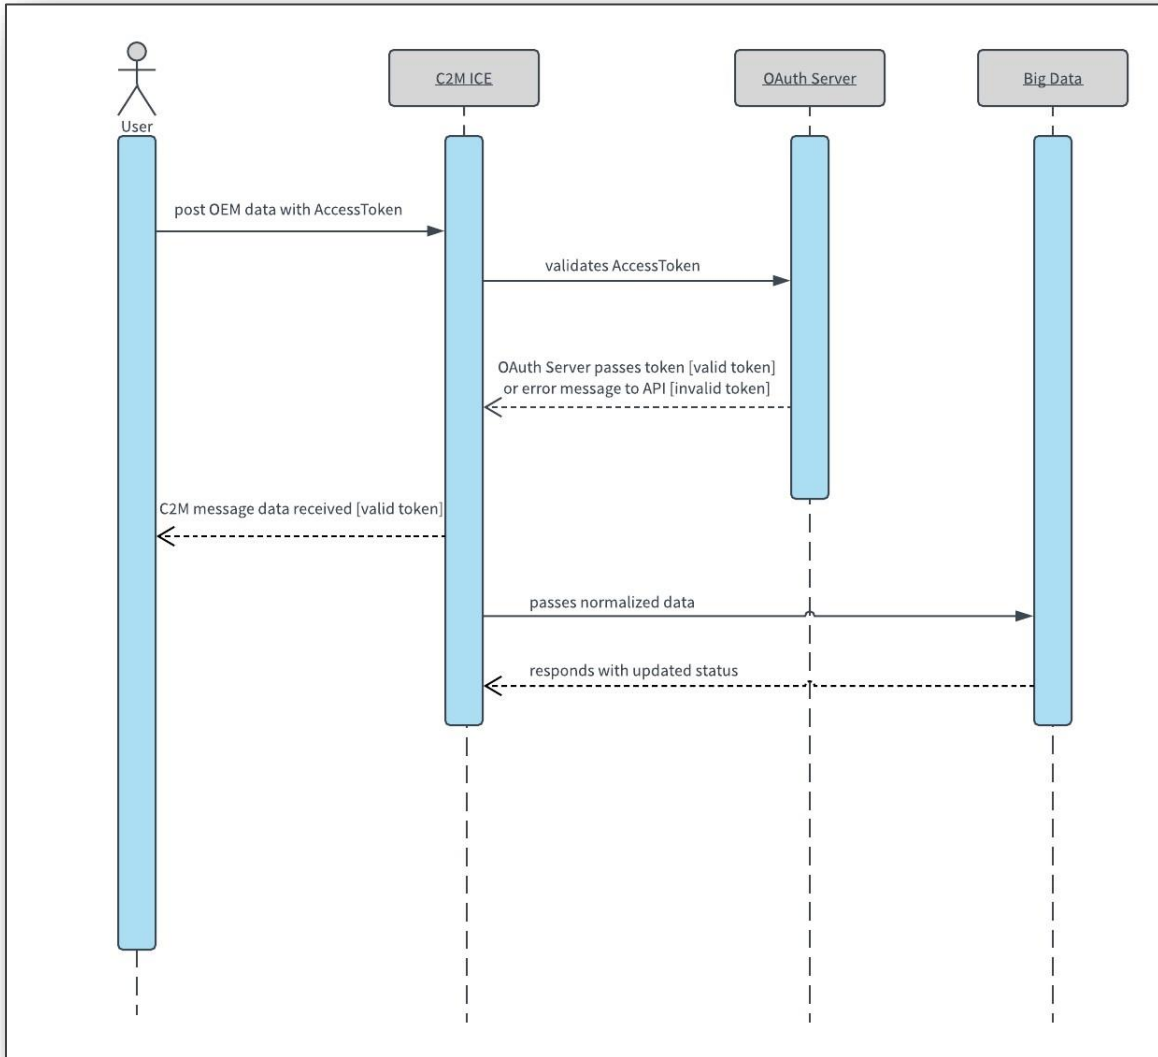 C2M ICE
OAuth Server
Big Data
User
post OEM data with AccessToken
validates AccessToken
OAuth Server passes token [valid token]
or error message to API [invalid token]
C2M message data received [valid token]
passes normalized data
responds with updated status